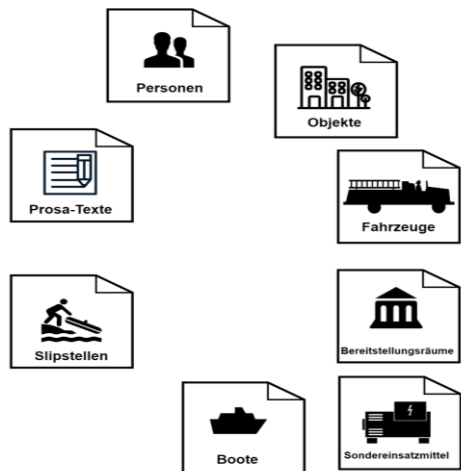 Personen
Objekte
Prosa-Texte
Fahrzeuge
Slipstellen
Bereitstellungsräume
Boote
Sondereinsatzmittel